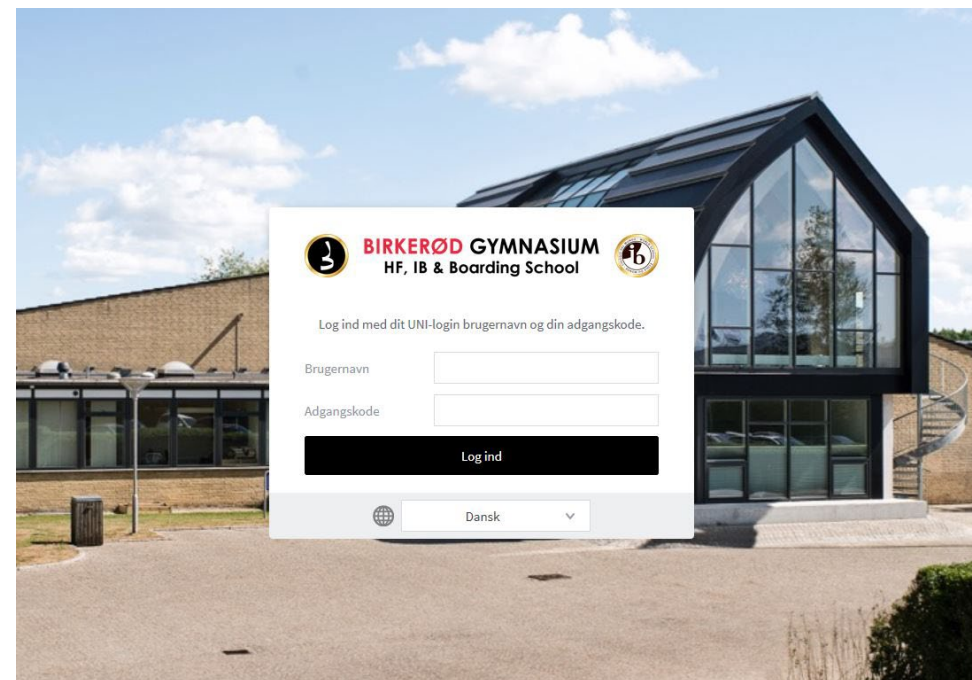 BIRKERØD GYMNASIUM
HF, IB & Boarding School
Log ind med dit UNI-login brugernavn og din adgangskode.
Brugernavn
Adgangskode
Log ind
Dansk